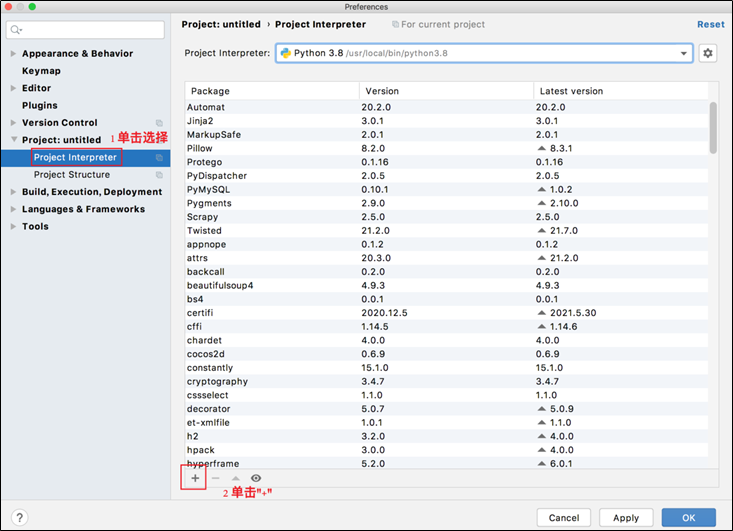 Preferences
Project: untitled › Project Interpreter For current project Reset
Appearance & Behavior
Keymap
Editor
Plugins
Version Control
Project: untitled
1 单击选择
Project Interpreter
Project Structure
Build, Execution, Deployment
Languages & Frameworks
Tools
Project Interpreter: Python 3.8 /usr/local/bin/python3.8
Package Version Latest version
Automat 20.2.0 20.2.0
Jinja2 3.0.1 3.0.1
MarkupSafe 2.0.1 2.0.1
Pillow 8.2.0 ▲ 8.3.1
Protego 0.1.16 0.1.16
PyDispatcher 2.0.5 2.0.5
PyMySQL 0.10.1 ▲ 1.0.2
Pygments 2.9.0 ▲ 2.10.0
Scrapy 2.5.0 2.5.0
Twisted 21.2.0 ▲ 21.7.0
appnope 0.1.2 0.1.2
attrs 20.3.0 ▲ 21.2.0
backcall 0.2.0 0.2.0
beautifulsoup4 4.9.3 4.9.3
bs4 0.0.1 0.0.1
certifi 2020.12.5 ▲ 2021.5.30
cffi 1.14.5 ▲ 1.14.6
chardet 4.0.0 4.0.0
cocos2d 0.6.9 0.6.9
constantly 15.1.0 15.1.0
cryptography 3.4.7 3.4.7
cssselect 1.1.0 1.1.0
decorator 5.0.7 ▲ 5.0.9
et-xmlfile 1.0.1 ▲ 1.1.0
h2 3.2.0 ▲ 4.0.0
hpack 3.0.0 ▲ 4.0.0
hyperframe 5.2.0 ▲ 6.0.1
+ −
2 单击"+"
? Cancel Apply OK